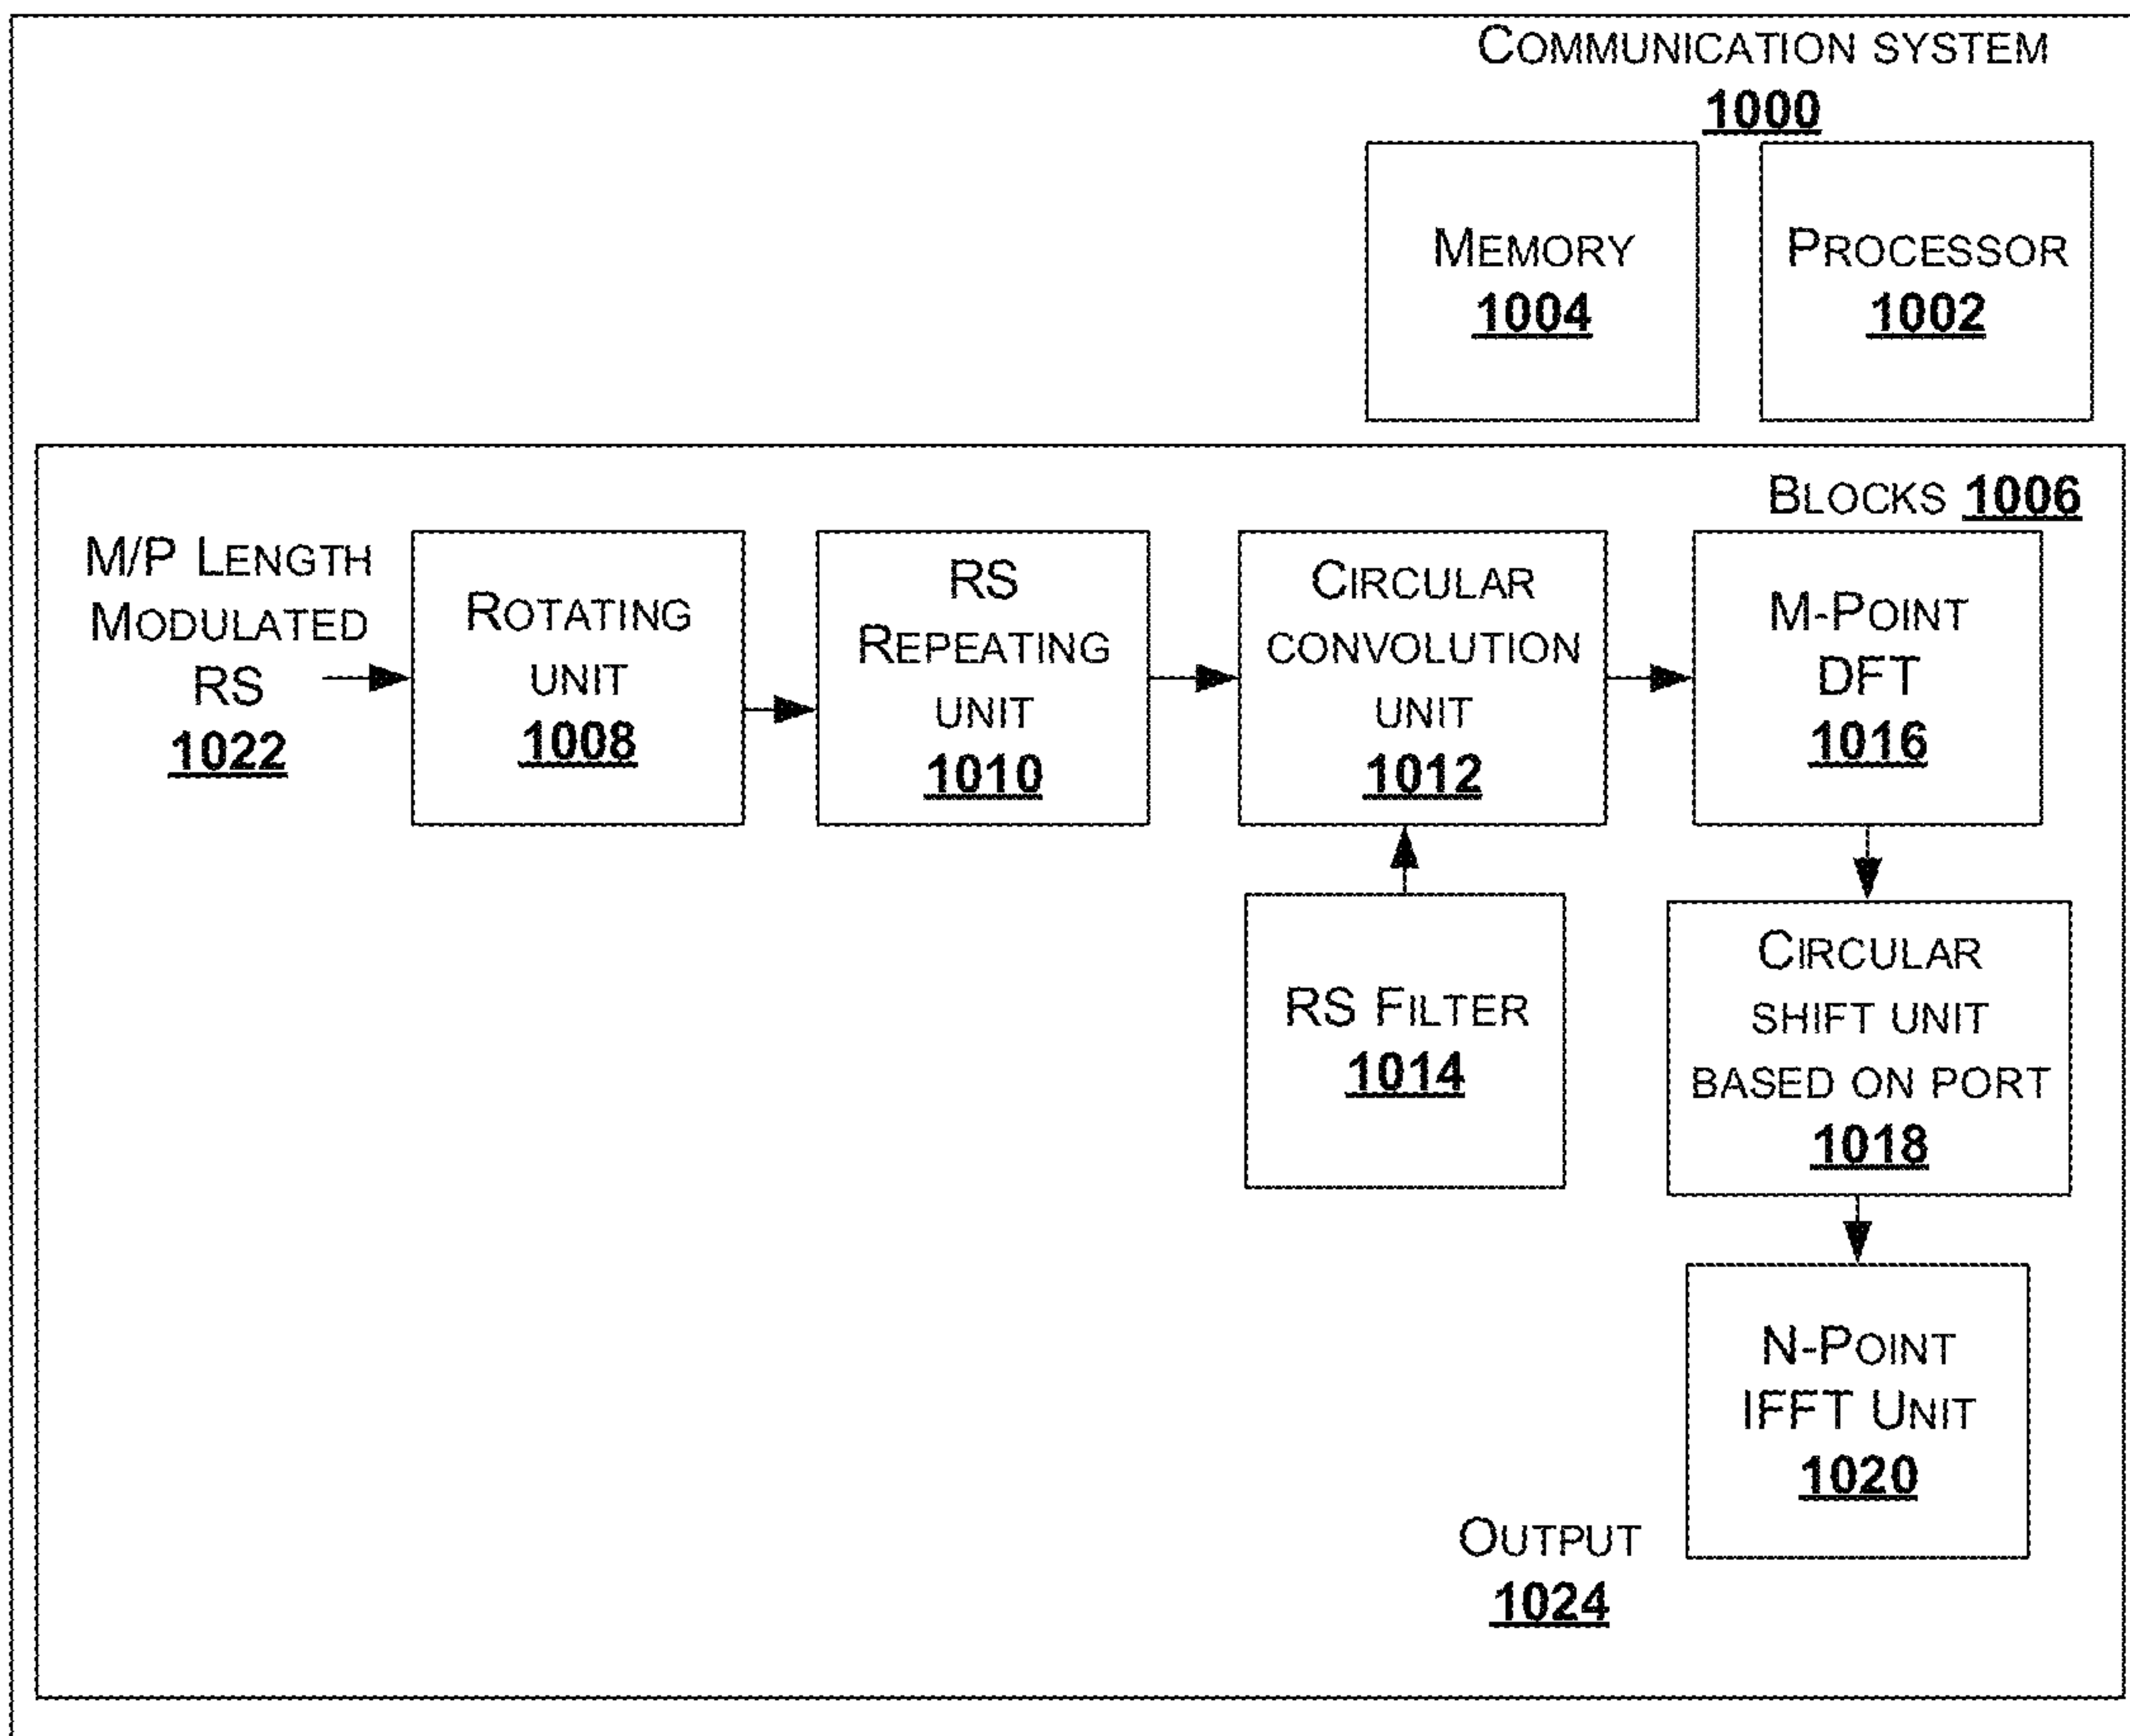 COMMUNICATION SYSTEM
1000
MEMORY
1004
PROCESSOR
1002
BLOCKS 1006
M/P LENGTH
MODULATED
RS
1022
ROTATING
UNIT
1008
RS
REPEATING
UNIT
1010
CIRCULAR
CONVOLUTION
UNIT
1012
M-POINT
DFT
1016
RS FILTER
1014
CIRCULAR
SHIFT UNIT
BASED ON PORT
1018
N-POINT
IFFT UNIT
1020
OUTPUT
1024